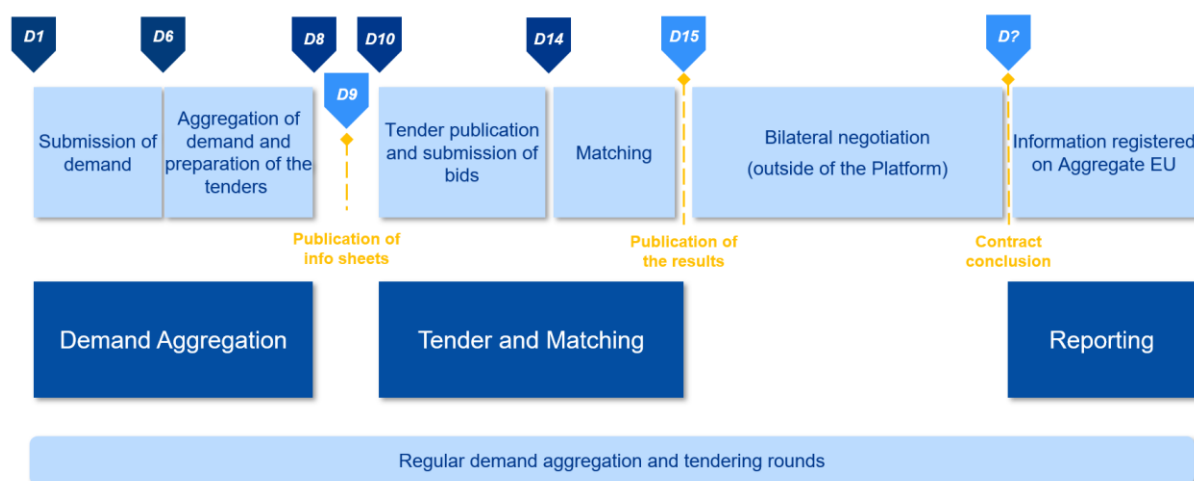 D1
D6
D8
D9
D10
D14
D15
D?
Submission of
demand
Aggregation of
demand and
preparation of the
tenders
Tender publication
and submission of
bids
Matching
Bilateral negotiation
(outside of the Platform)
Information registered
on Aggregate EU
Publication of
info sheets
Publication of
the results
Contract
conclusion
Demand Aggregation
Tender and Matching
Reporting
Regular demand aggregation and tendering rounds